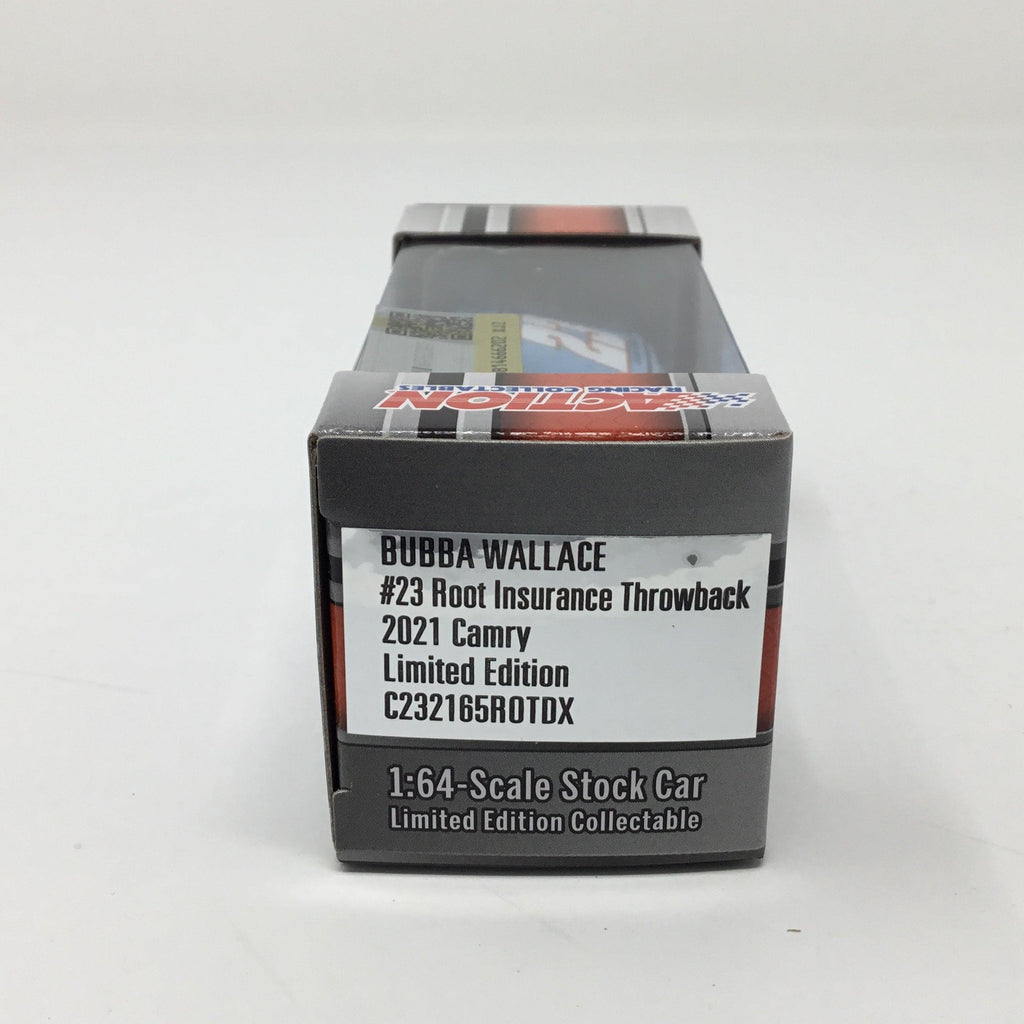 ACTION
RACING COLLECTABLES
BUBBA WALLACE
#23 Root Insurance Throwback
2021 Camry
Limited Edition
C232165ROTDX
1:64-Scale Stock Car
Limited Edition Collectable